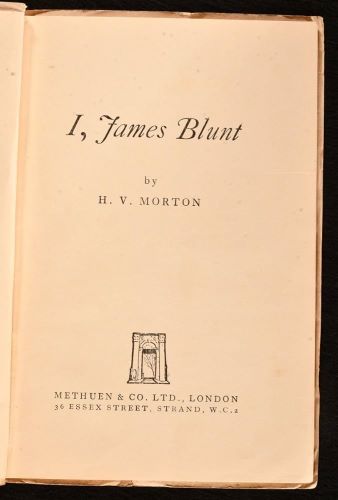 I, James Blunt
by
H. V. MORTON
METHUEN & CO. LTD., LONDON
36 ESSEX STREET, STRAND, W.C.2